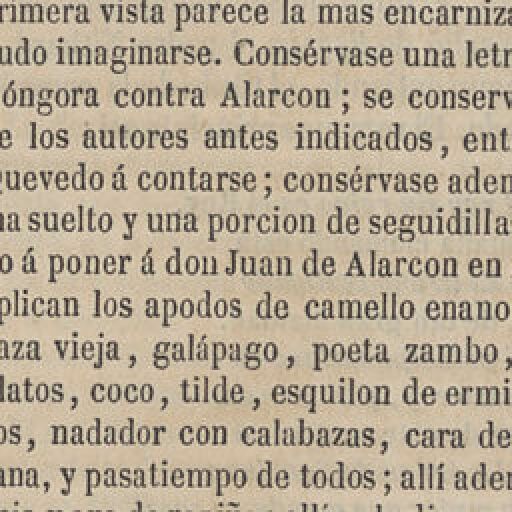 rimera vista parece la mas encarniza
udo imaginarse. Consérvase una letr
óngora contra Alarcon ; se conserv
e los autores antes indicados, ent
uevedo á contarse ; consérvase aden
na suelto y una porcion de seguidilla
o á poner á don Juan de Alarcon en
plican los apodos de camello enano
aza vieja, galápago, poeta zambo,
latos, coco, tilde, esquilon de ermi
os, nadador con calabazas, cara de
ana, y pasatiempo de todos ; allí ader